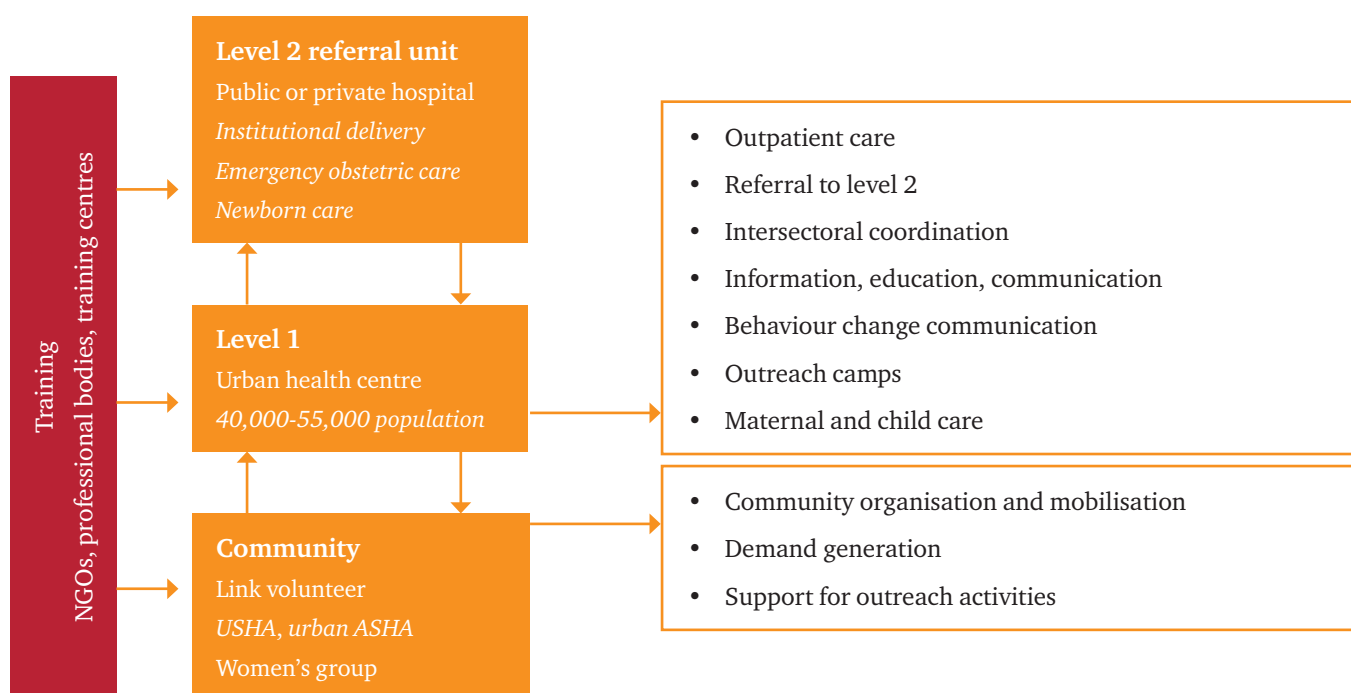 Training
NGOs, professional bodies, training centres
Level 2 referral unit
Public or private hospital
Institutional delivery
Emergency obstetric care
Newborn care
Level 1
Urban health centre
40,000-55,000 population
Community
Link volunteer
USHA, urban ASHA
Women’s group
• Outpatient care
• Referral to level 2
• Intersectoral coordination
• Information, education, communication
• Behaviour change communication
• Outreach camps
• Maternal and child care
• Community organisation and mobilisation
• Demand generation
• Support for outreach activities